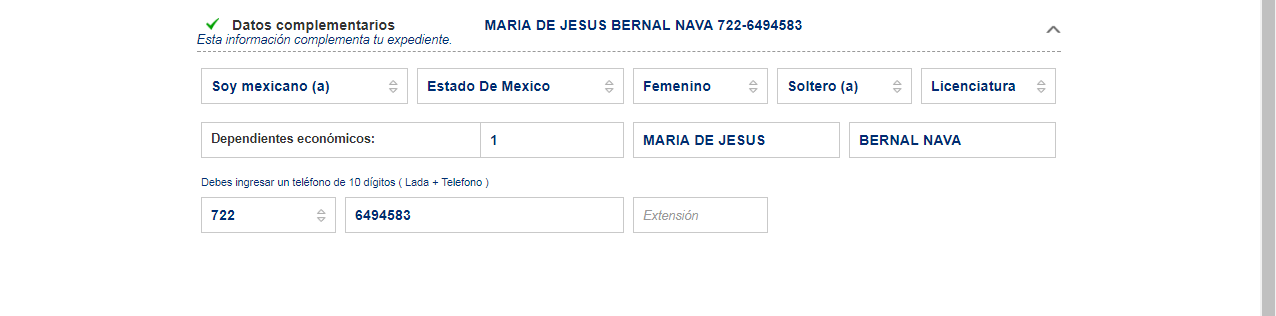 Datos complementarios MARIA DE JESUS BERNAL NAVA 722-6494583
Esta información complementa tu expediente.
Soy mexicano (a) Estado De Mexico Femenino Soltero (a) Licenciatura
Dependientes económicos: 1 MARIA DE JESUS BERNAL NAVA
Debes ingresar un teléfono de 10 dígitos ( Lada + Telefono )
722 6494583 Extensión